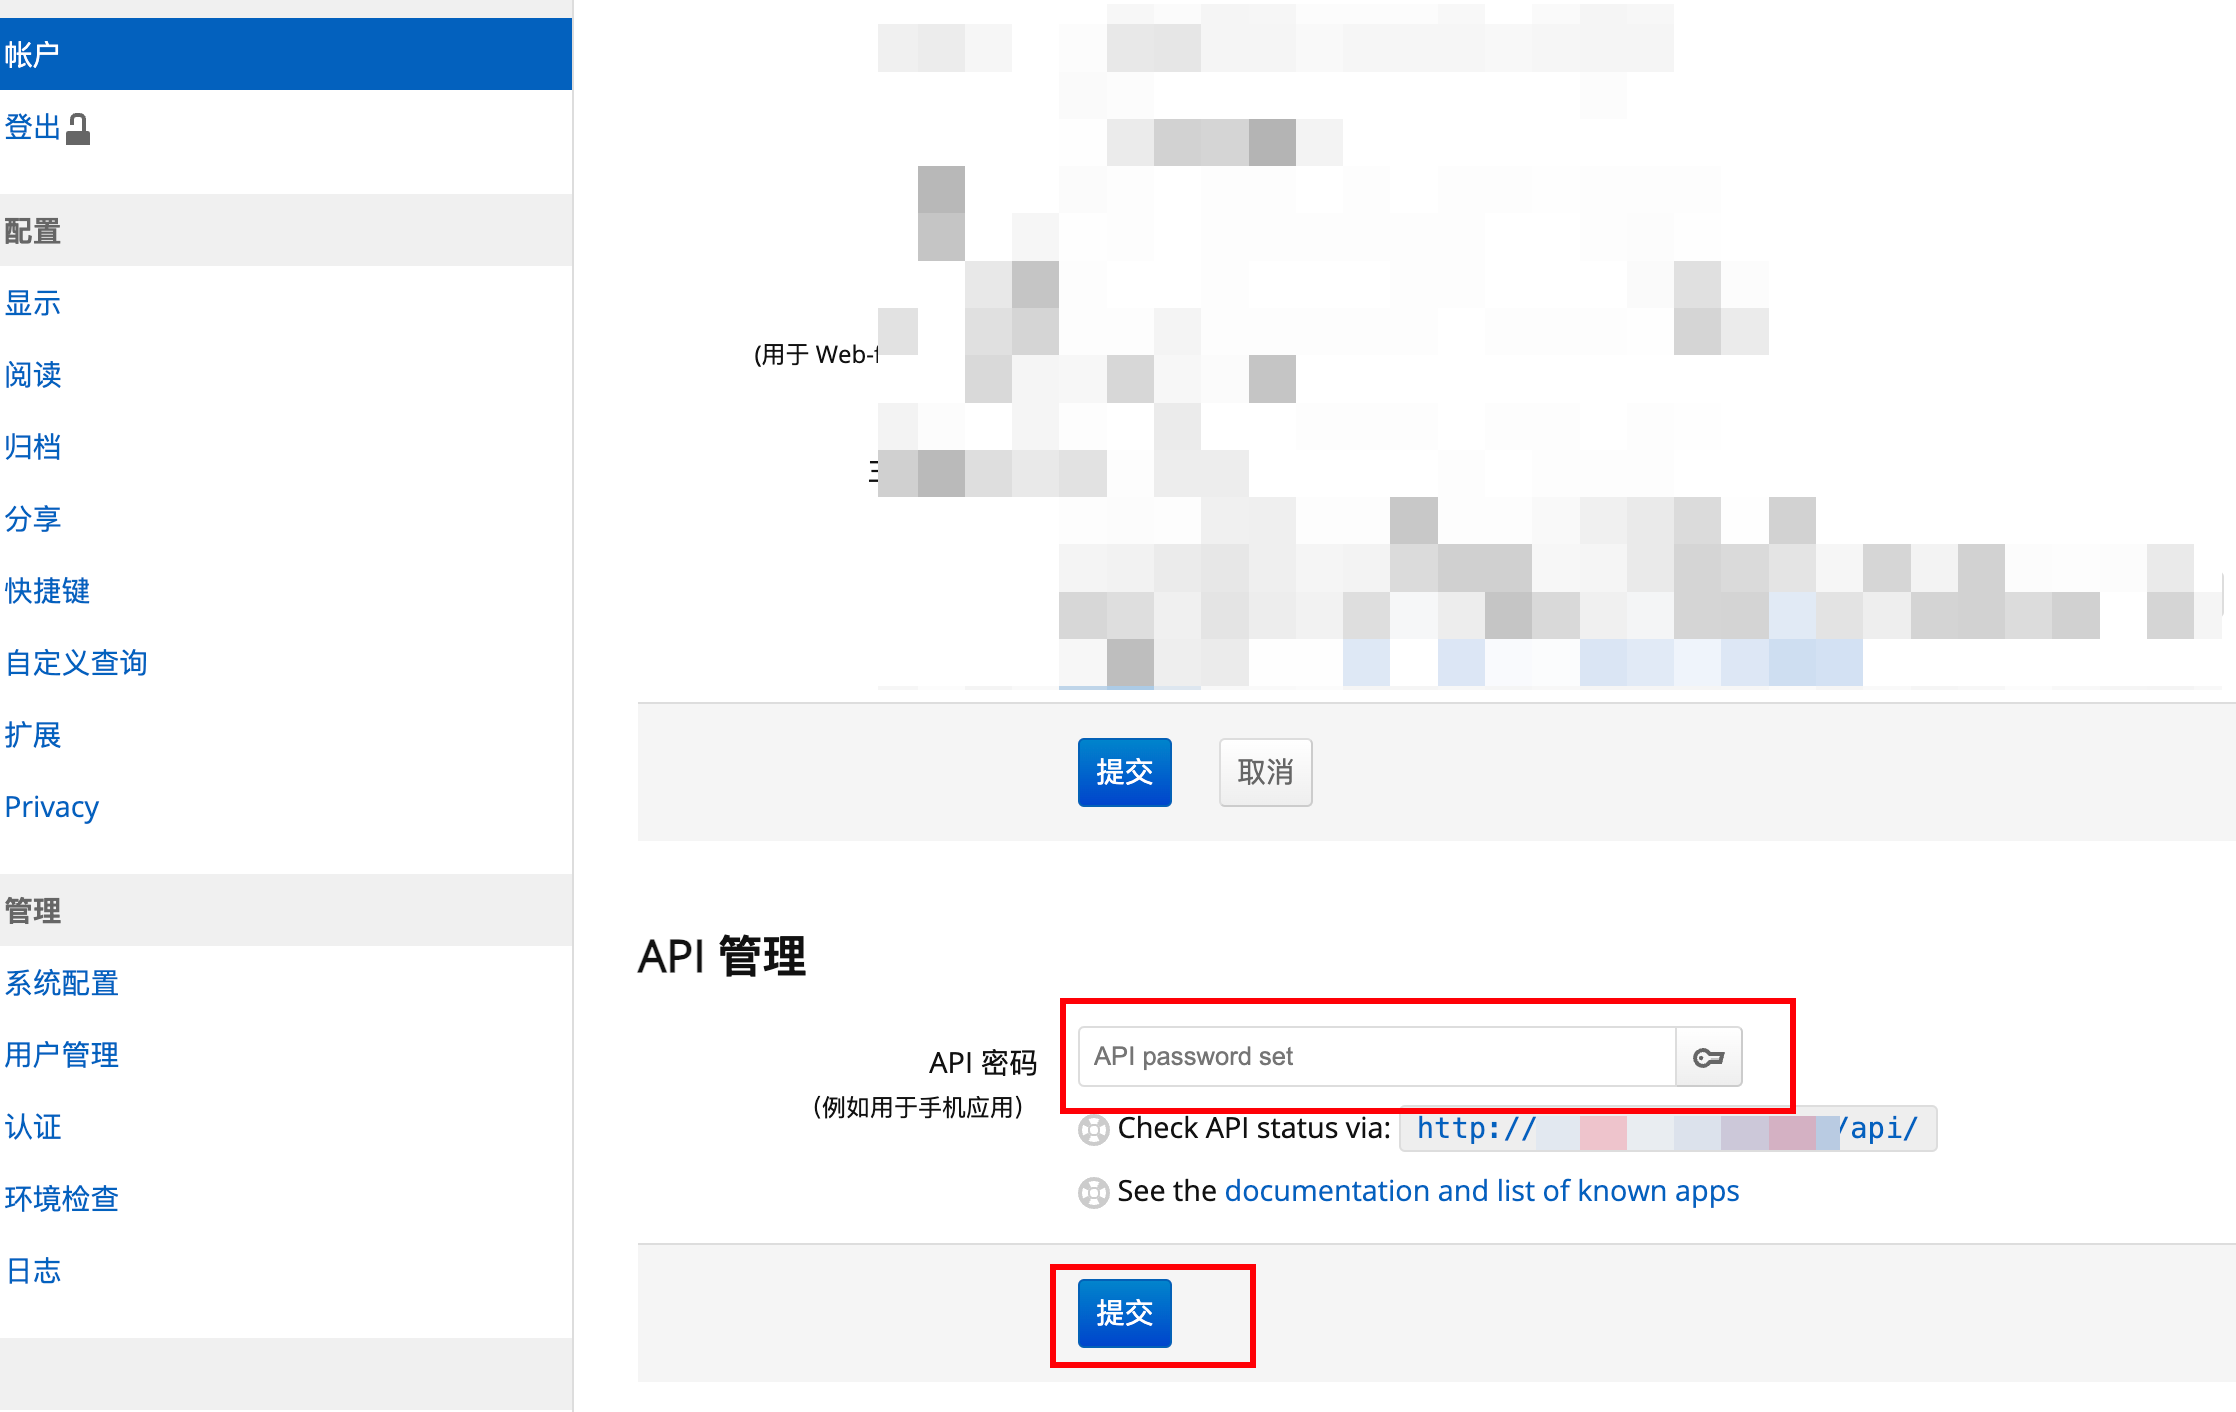 帐户
登出
配置
显示
阅读
归档
分享
快捷键
自定义查询
扩展
Privacy
管理
系统配置
用户管理
认证
环境检查
日志
(用于 Web-
提交
取消
API 管理
API 密码
(例如用于手机应用)
API password set
Check API status via: http:// /api/
See the documentation and list of known apps
提交